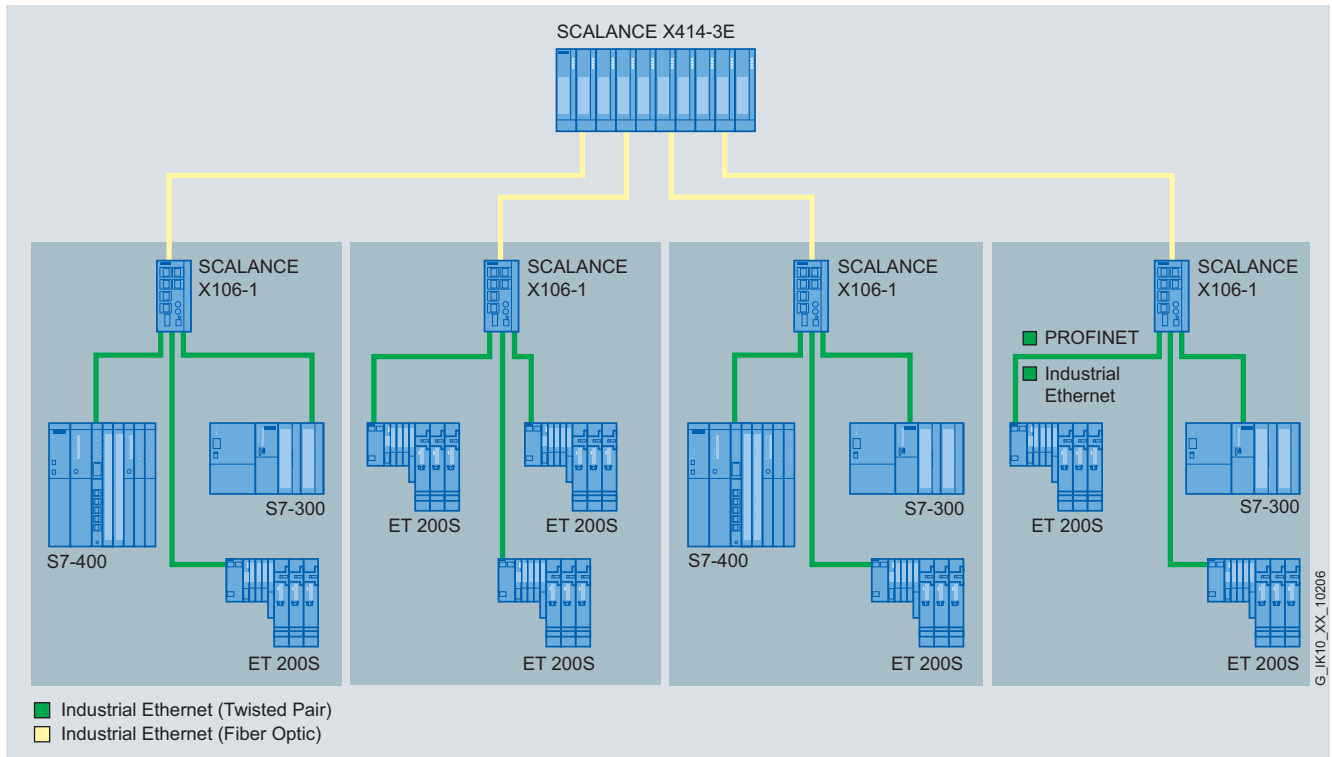 SCALANCE X414-3E
SCALANCE
X106-1
SCALANCE
X106-1
SCALANCE
X106-1
SCALANCE
X106-1
PROFINET
Industrial
Ethernet
S7-400
S7-300
ET 200S
ET 200S
ET 200S
ET 200S
S7-400
S7-300
ET 200S
ET 200S
S7-300
ET 200S
Industrial Ethernet (Twisted Pair)
Industrial Ethernet (Fiber Optic)
G_IK10_XX_10206